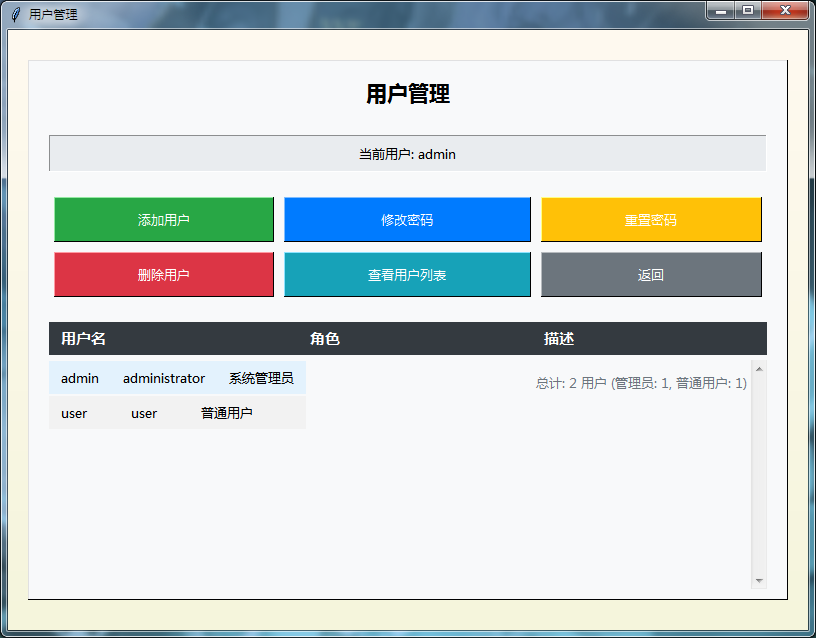 用户管理
用户管理
当前用户: admin
添加用户 修改密码 重置密码
删除用户 查看用户列表 返回
用户名 角色 描述
admin administrator 系统管理员
总计: 2 用户 (管理员: 1, 普通用户: 1)
user user 普通用户